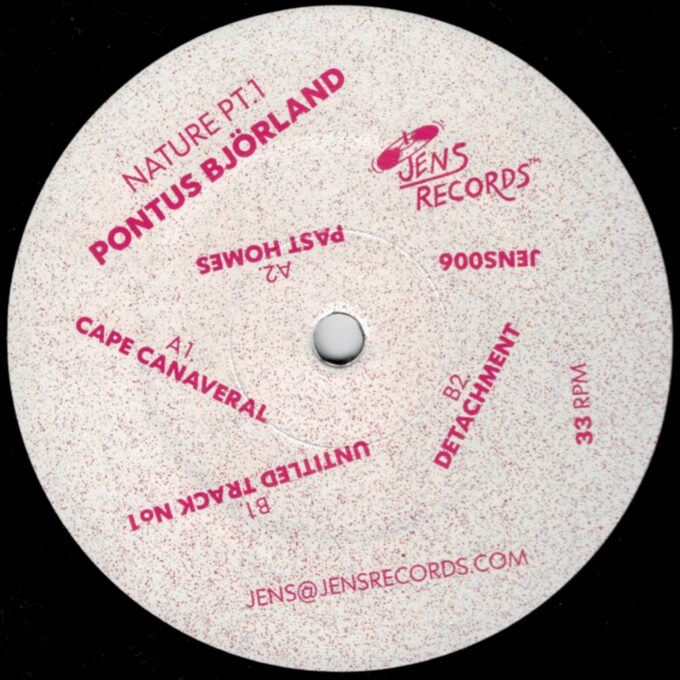 NATURE PT.1
PONTUS BJÖRLAND
JENS
RECORDS™
A2.
PAST HOMES
JENS006
A1.
CAPE CANAVERAL
B2.
DETACHMENT
33 RPM
B1.
UNTITLED TRACK No1
JENS@JENSRECORDS.COM